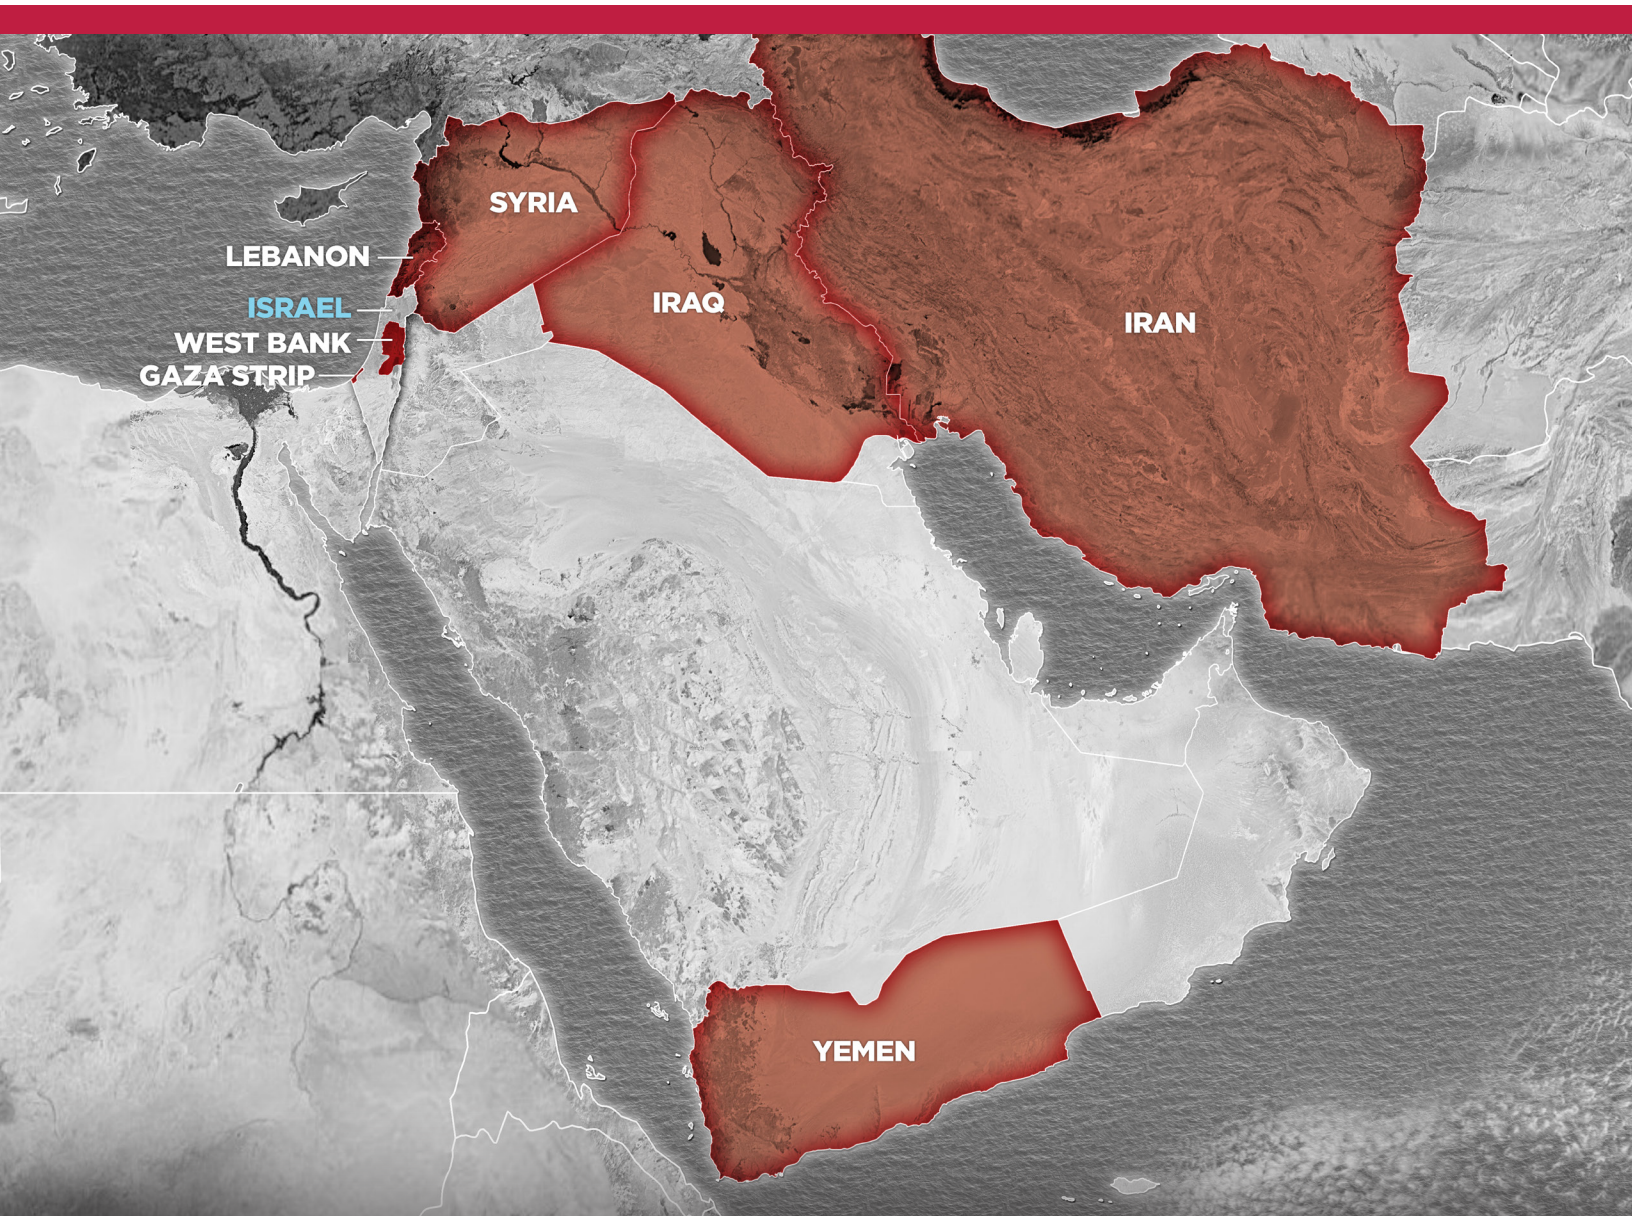 SYRIA
LEBANON
ISRAEL
IRAQ
IRAN
WEST BANK
GAZA STRIP
YEMEN